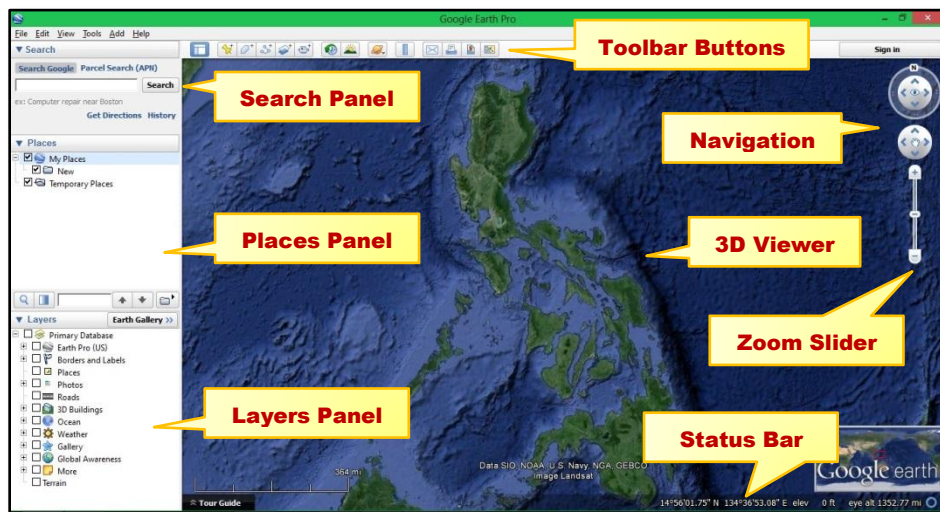 Google Earth Pro
File Edit View Tools Add Help
Search
Toolbar Buttons
Sign in
Search Google Parcel Search (APN)
Search
ex: Computer repair near Boston
Get Directions History
Search Panel
N
Navigation
Places
My Places
New
Temporary Places
Places Panel
3D Viewer
Zoom Slider
Layers
Earth Gallery >>
Primary Database
Earth Pro (US)
Borders and Labels
Places
Photos
Roads
3D Buildings
Ocean
Weather
Gallery
Global Awareness
More
Terrain
Layers Panel
Status Bar
364 mi
Data SIO, NOAA, U.S. Navy, NGA, GEBCO
Image Landsat
Google earth
Tour Guide
14°56'01.75" N 134°36'53.08" E elev 0 ft eye alt 1352.77 mi